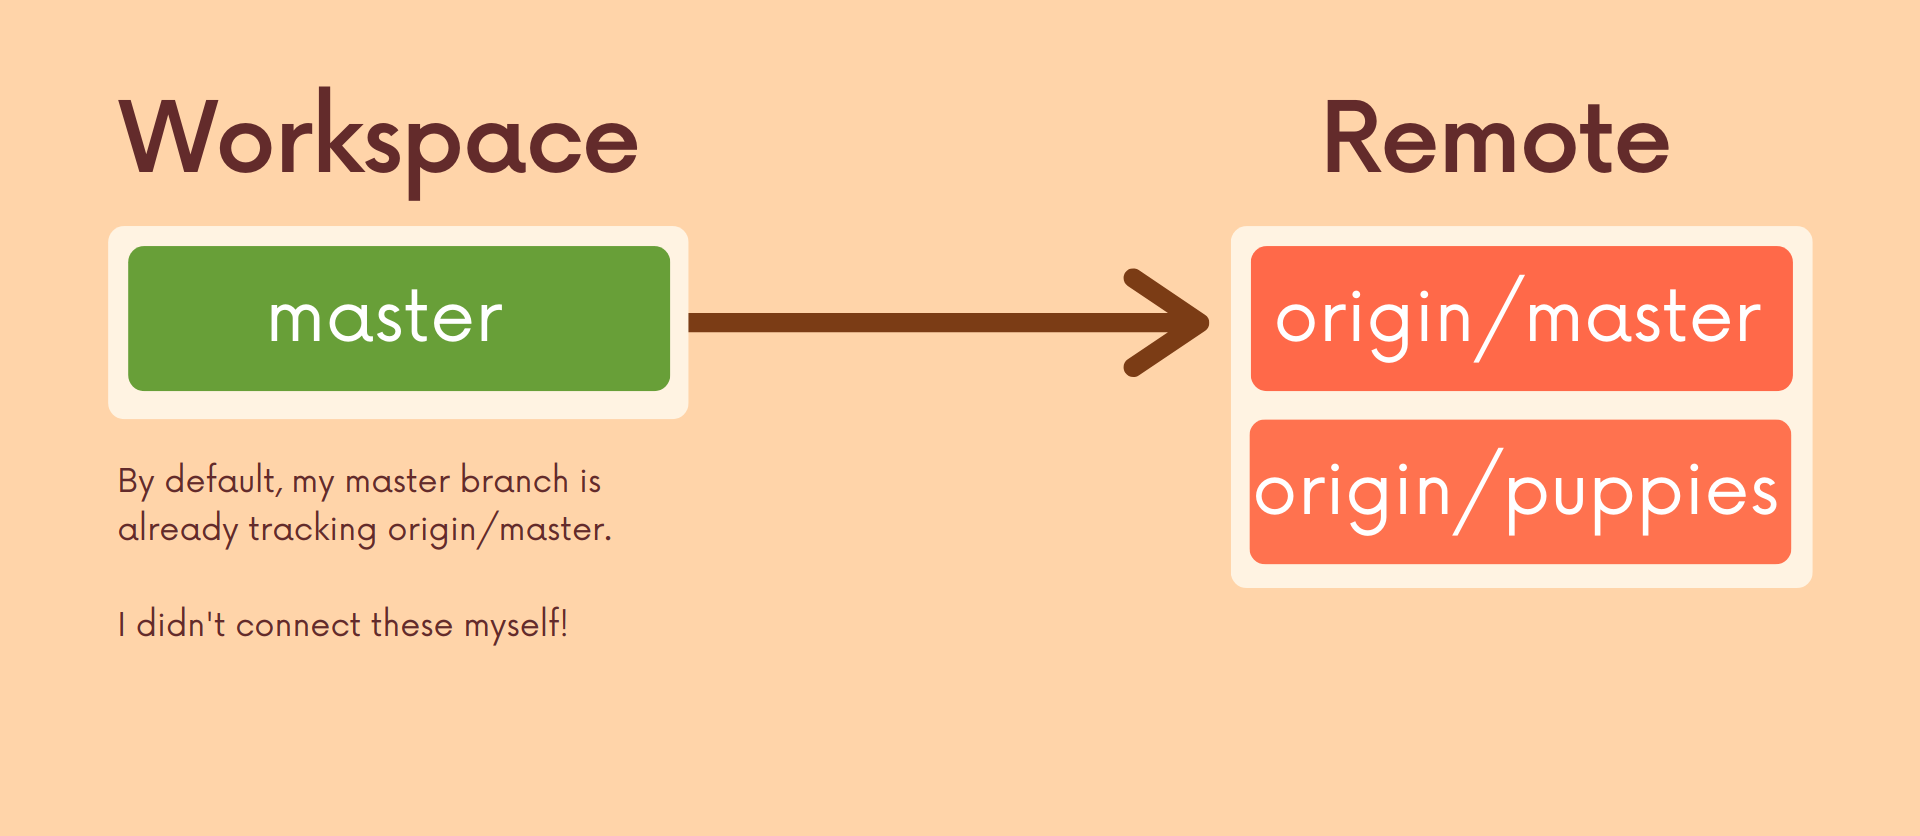 Workspace
Remote
master
origin/master
origin/puppies
By default, my master branch is
already tracking origin/master.
I didn't connect these myself!